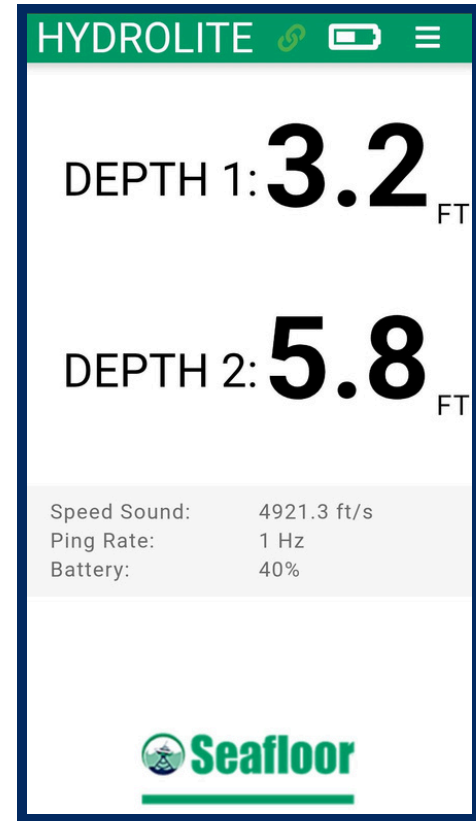 HYDROLITE
DEPTH 1: 3.2 FT
DEPTH 2: 5.8 FT
Speed Sound: 4921.3 ft/s
Ping Rate: 1 Hz
Battery: 40%
Seafloor